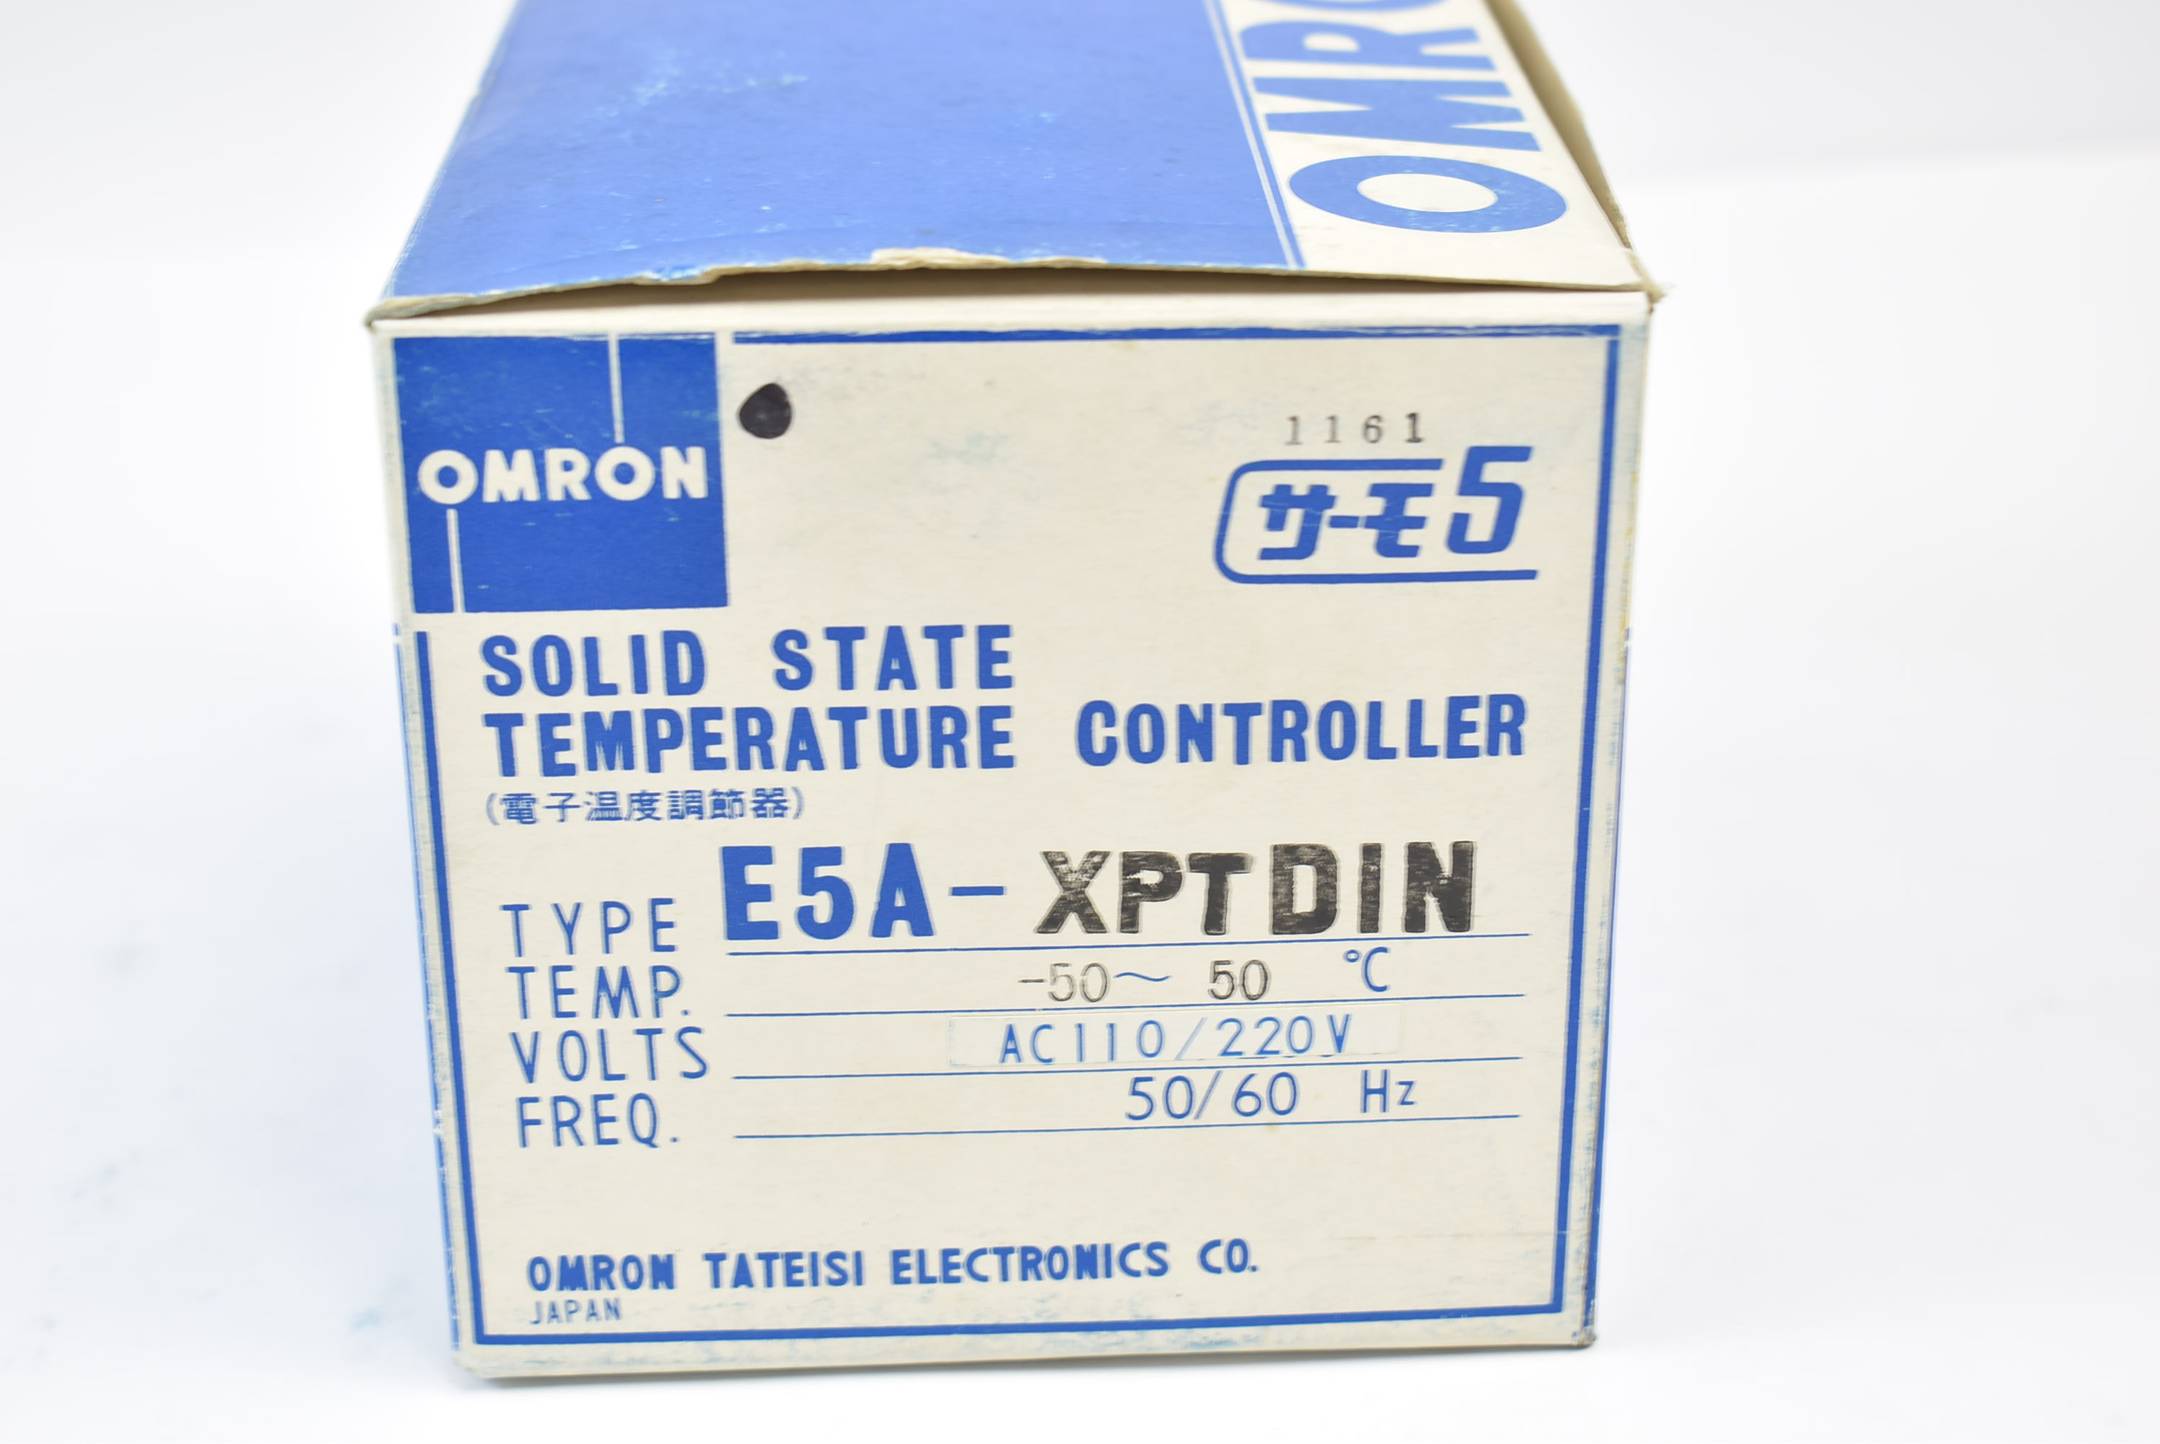 OMRO
OMRON
1161
サーモ5
SOLID STATE
TEMPERATURE CONTROLLER
(電子温度調節器)
TYPE E5A-XPTDIN
TEMP. -50～ 50 °C
VOLTS AC110/220V
FREQ. 50/60 Hz
OMRON TATEISI ELECTRONICS CO.
JAPAN